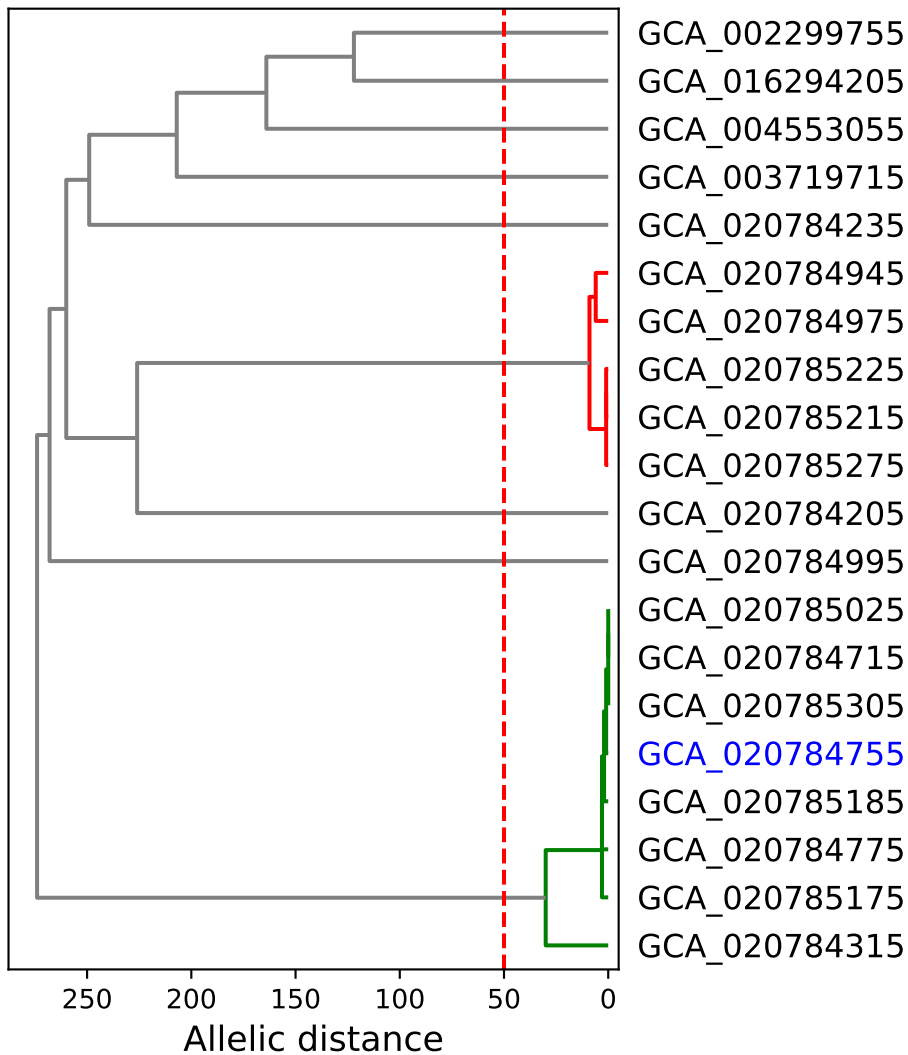 GCA_002299755
GCA_016294205
GCA_004553055
GCA_003719715
GCA_020784235
GCA_020784945
GCA_020784975
GCA_020785225
GCA_020785215
GCA_020785275
GCA_020784205
GCA_020784995
GCA_020785025
GCA_020784715
GCA_020785305
GCA_020784755
GCA_020785185
GCA_020784775
GCA_020785175
GCA_020784315
250 200 150 100 50 0
Allelic distance